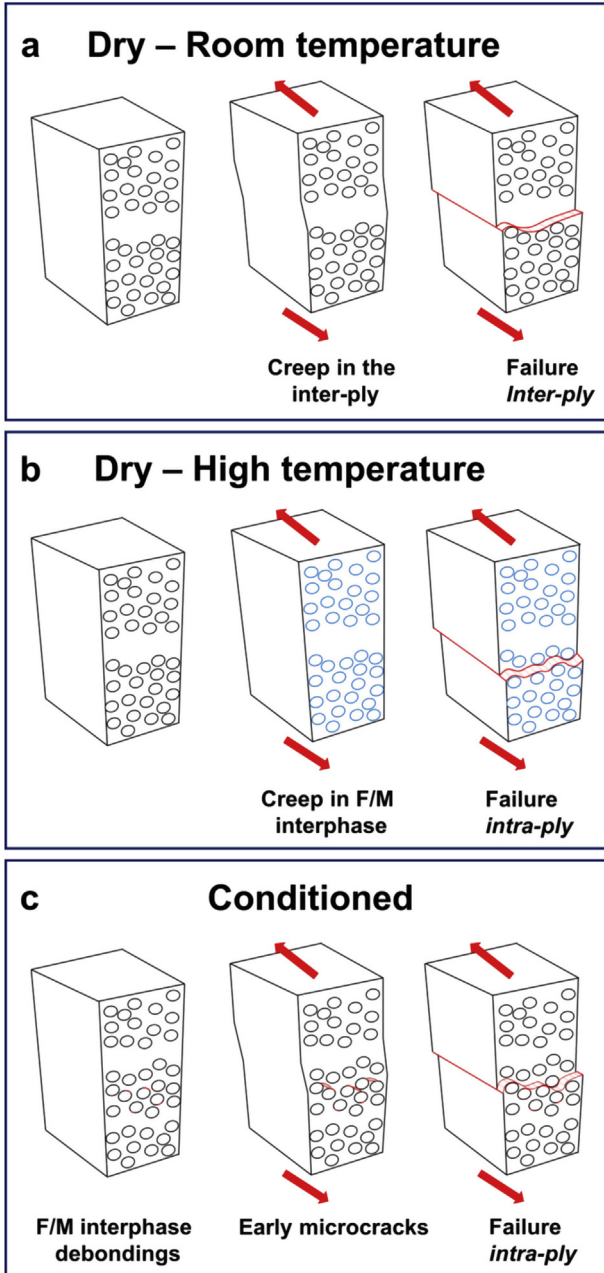 a Dry – Room temperature
Creep in the
inter-ply
Failure
Inter-ply
b Dry – High temperature
Creep in F/M
interphase
Failure
intra-ply
c Conditioned
F/M interphase
debondings
Early microcracks
Failure
intra-ply